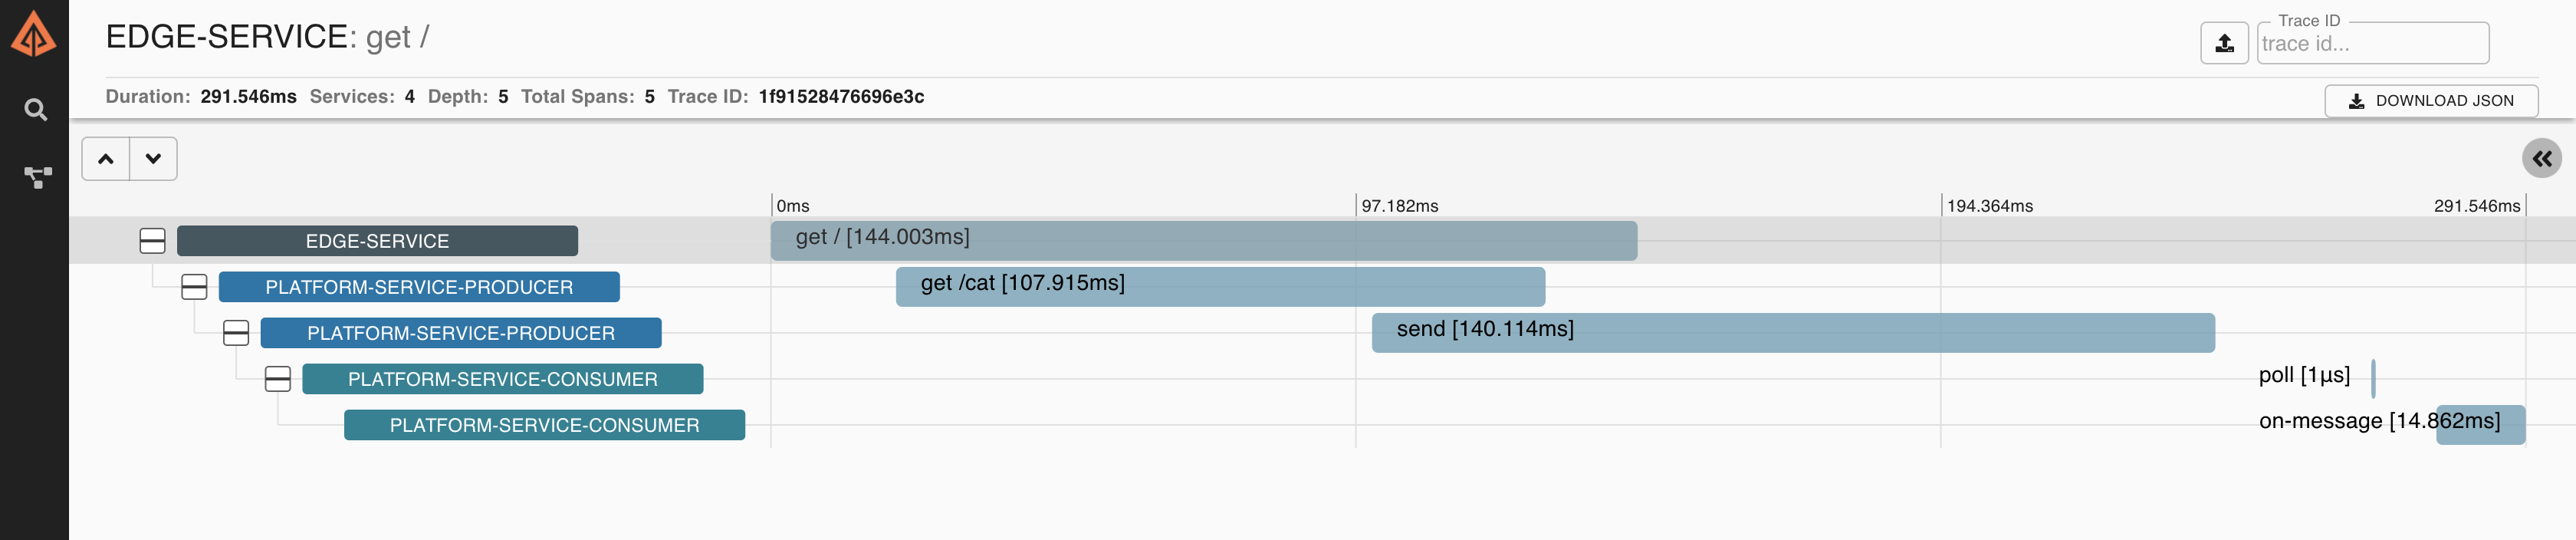 EDGE-SERVICE: get /
Trace ID
trace id...
Duration: 291.546ms Services: 4 Depth: 5 Total Spans: 5 Trace ID: 1f91528476696e3c
DOWNLOAD JSON
0ms 97.182ms 194.364ms 291.546ms
EDGE-SERVICE get / [144.003ms]
PLATFORM-SERVICE-PRODUCER get /cat [107.915ms]
PLATFORM-SERVICE-PRODUCER send [140.114ms]
PLATFORM-SERVICE-CONSUMER poll [1μs]
PLATFORM-SERVICE-CONSUMER on-message [14.862ms]